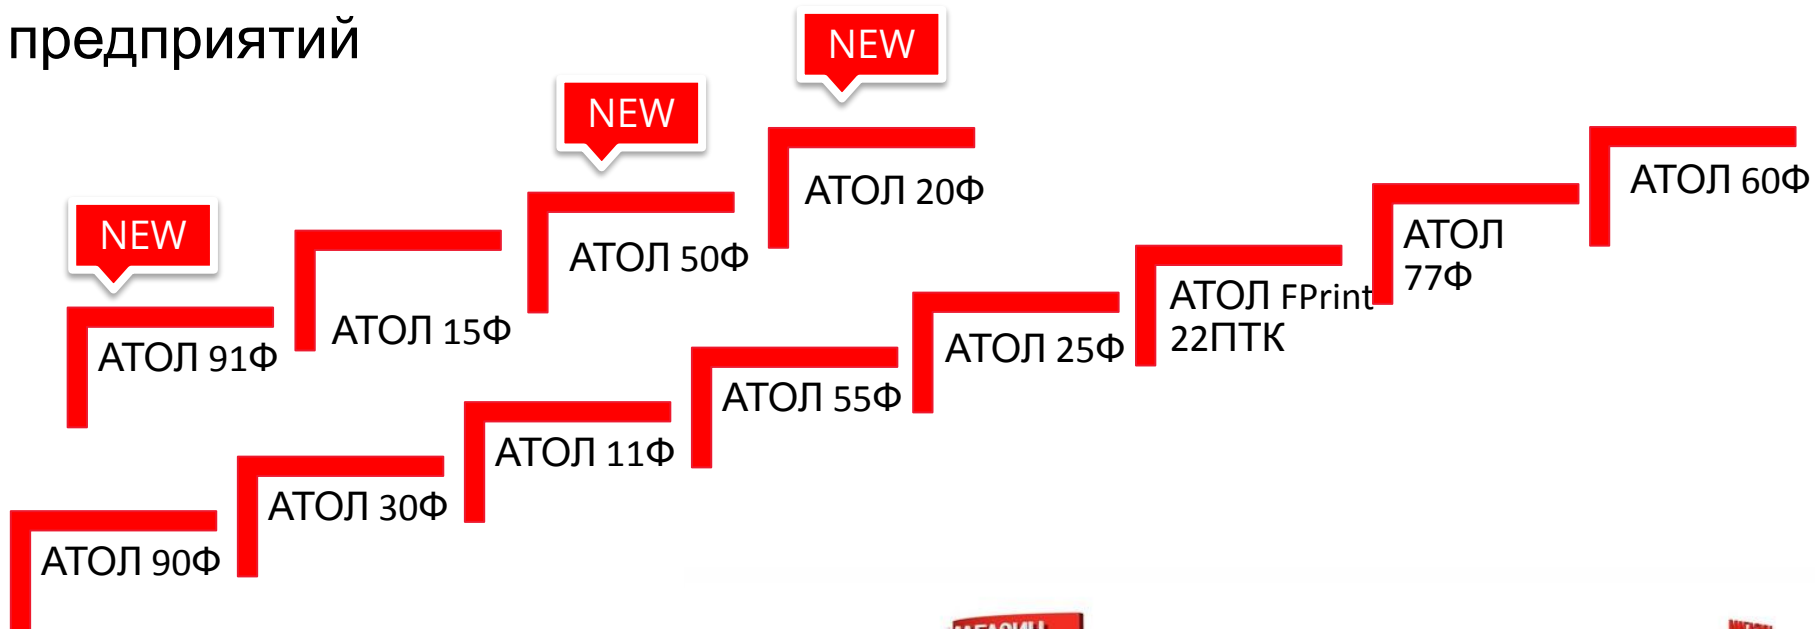 предприятий
NEW
NEW
NEW
АТОЛ 20Ф
АТОЛ 60Ф
АТОЛ 50Ф
АТОЛ
77Ф
АТОЛ 15Ф
АТОЛ FPrint
22ПТК
АТОЛ 91Ф
АТОЛ 25Ф
АТОЛ 55Ф
АТОЛ 11Ф
АТОЛ 30Ф
АТОЛ 90Ф